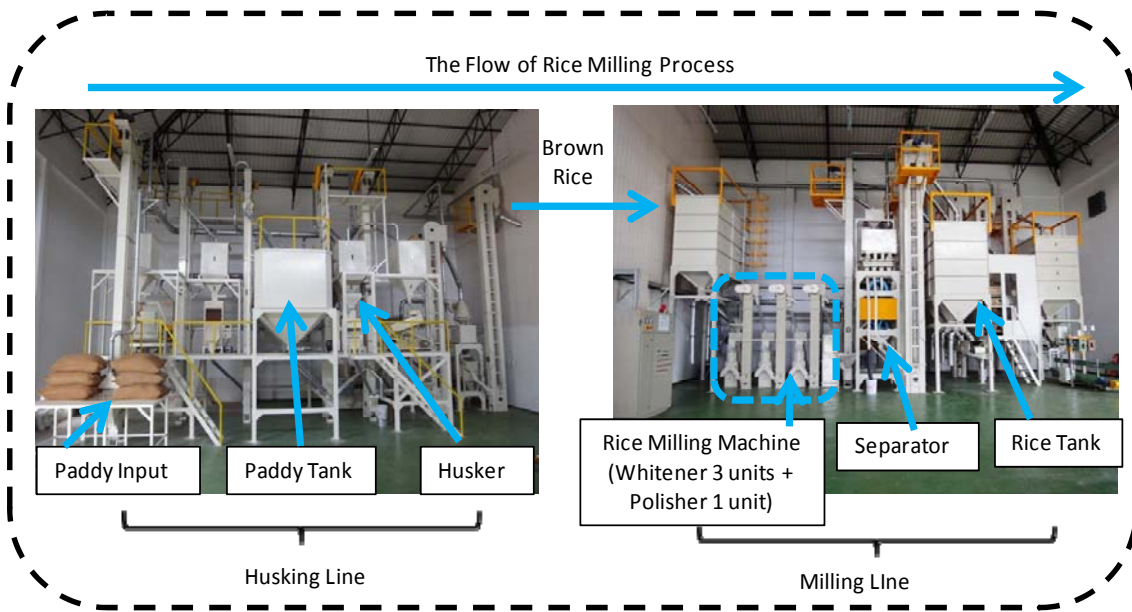 The Flow of Rice Milling Process
Brown
Rice
Paddy Input
Paddy Tank
Husker
Rice Milling Machine
(Whitener 3 units +
Polisher 1 unit)
Separator
Rice Tank
Husking Line
Milling LIne